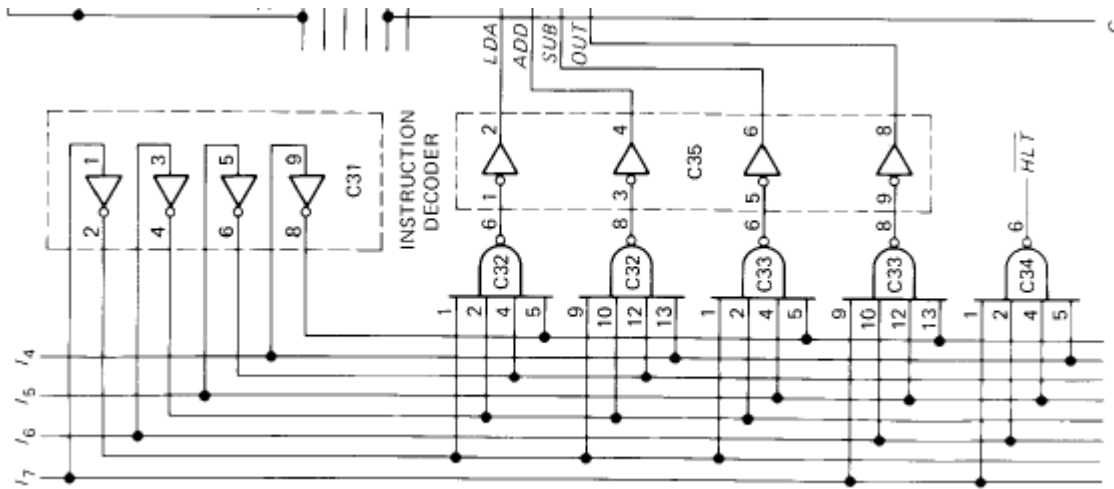 LDA
ADD
SUB
OUT
1 3 5 9
C31
2 4 6 8
INSTRUCTION
DECODER
2 4 6 8
C35
1 3 5 9
6 8 6 8 6
HLT
C32 C32 C33 C33 C34
1 2 4 5 9 10 12 13 1 2 4 5 9 10 12 13 1 2 4 5
I4
I5
I6
I7